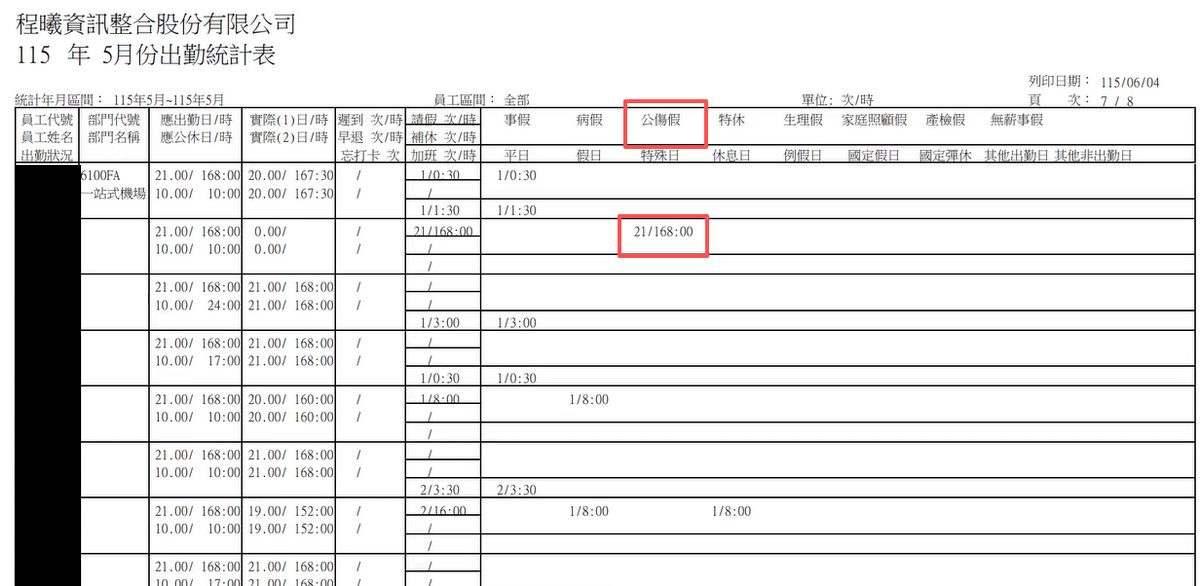 程曦資訊整合股份有限公司
115 年 5月份出勤統計表
列印日期： 115/06/04
統計年月區間： 115年5月~115年5月 員工區間： 全部 單位: 次/時 頁 次： 7 / 8
員工代號 部門代號 應出勤日/時 實際(1)日/時 遲到 次/時 請假 次/時 事假 病假 公傷假 特休 生理假 家庭照顧假 產檢假 無薪事假
員工姓名 部門名稱 應公休日/時 實際(2)日/時 早退 次/時 補休 次/時
出勤狀況 忘打卡 次 加班 次/時 平日 假日 特殊日 休息日 例假日 國定假日 國定彈休 其他出勤日 其他非出勤日
6100FA 21.00/ 168:00 20.00/ 167:30 / 1/0:30 1/0:30
一站式機場 10.00/ 10:00 20.00/ 167:30 / /
1/1:30 1/1:30
21.00/ 168:00 0.00/ / 21/168:00 21/168:00
10.00/ 10:00 0.00/ / /
/
21.00/ 168:00 21.00/ 168:00 / /
10.00/ 24:00 21.00/ 168:00 / /
1/3:00 1/3:00
21.00/ 168:00 21.00/ 168:00 / /
10.00/ 17:00 21.00/ 168:00 / /
1/0:30 1/0:30
21.00/ 168:00 20.00/ 160:00 / 1/8:00 1/8:00
10.00/ 10:00 20.00/ 160:00 / /
/
21.00/ 168:00 21.00/ 168:00 / /
10.00/ 10:00 21.00/ 168:00 / /
2/3:30 2/3:30
21.00/ 168:00 19.00/ 152:00 / 2/16:00 1/8:00 1/8:00
10.00/ 10:00 19.00/ 152:00 / /
/
21.00/ 168:00 21.00/ 168:00 / /
10.00/ 17:00 21.00/ 168:00 / /